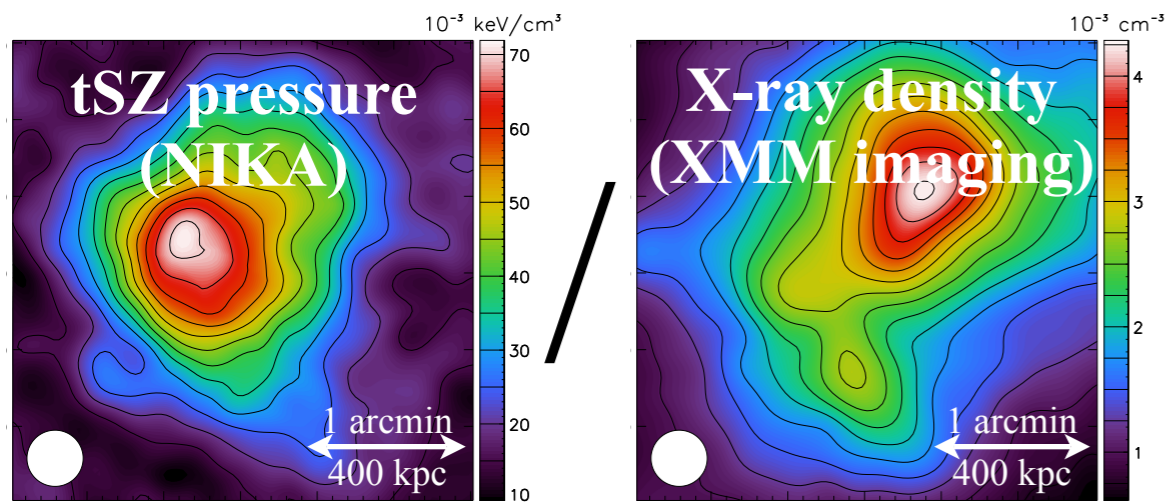 10⁻³ keV/cm³
tSZ pressure
(NIKA)
70
60
50
40
30
20
10
1 arcmin
400 kpc
/
10⁻³ cm⁻³
X-ray density
(XMM imaging)
4
3
2
1
1 arcmin
400 kpc